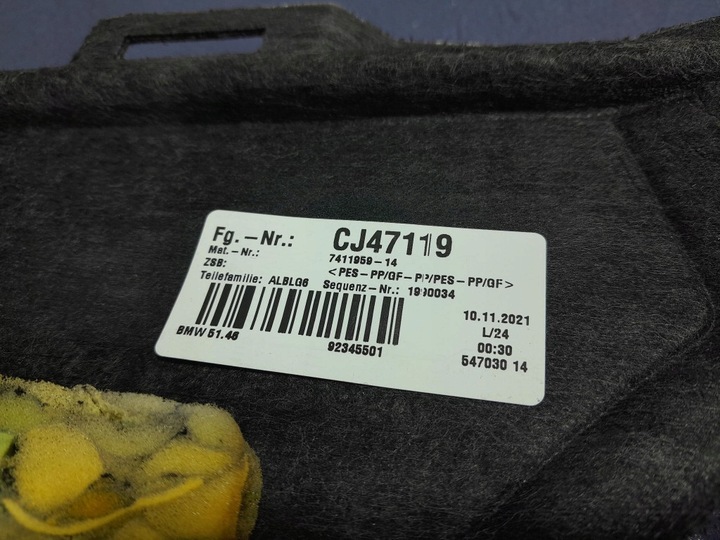 Fg.-Nr.: CJ47119
Mat.-Nr.: 7411959-14
ZSB: <PES-PP/GF-PP/PES-PP/GF>
Teilefamilie: ALBLG6 Sequenz-Nr.: 1990034
BMW 51.46 92345501
10.11.2021
L/24
00:30
547030 14